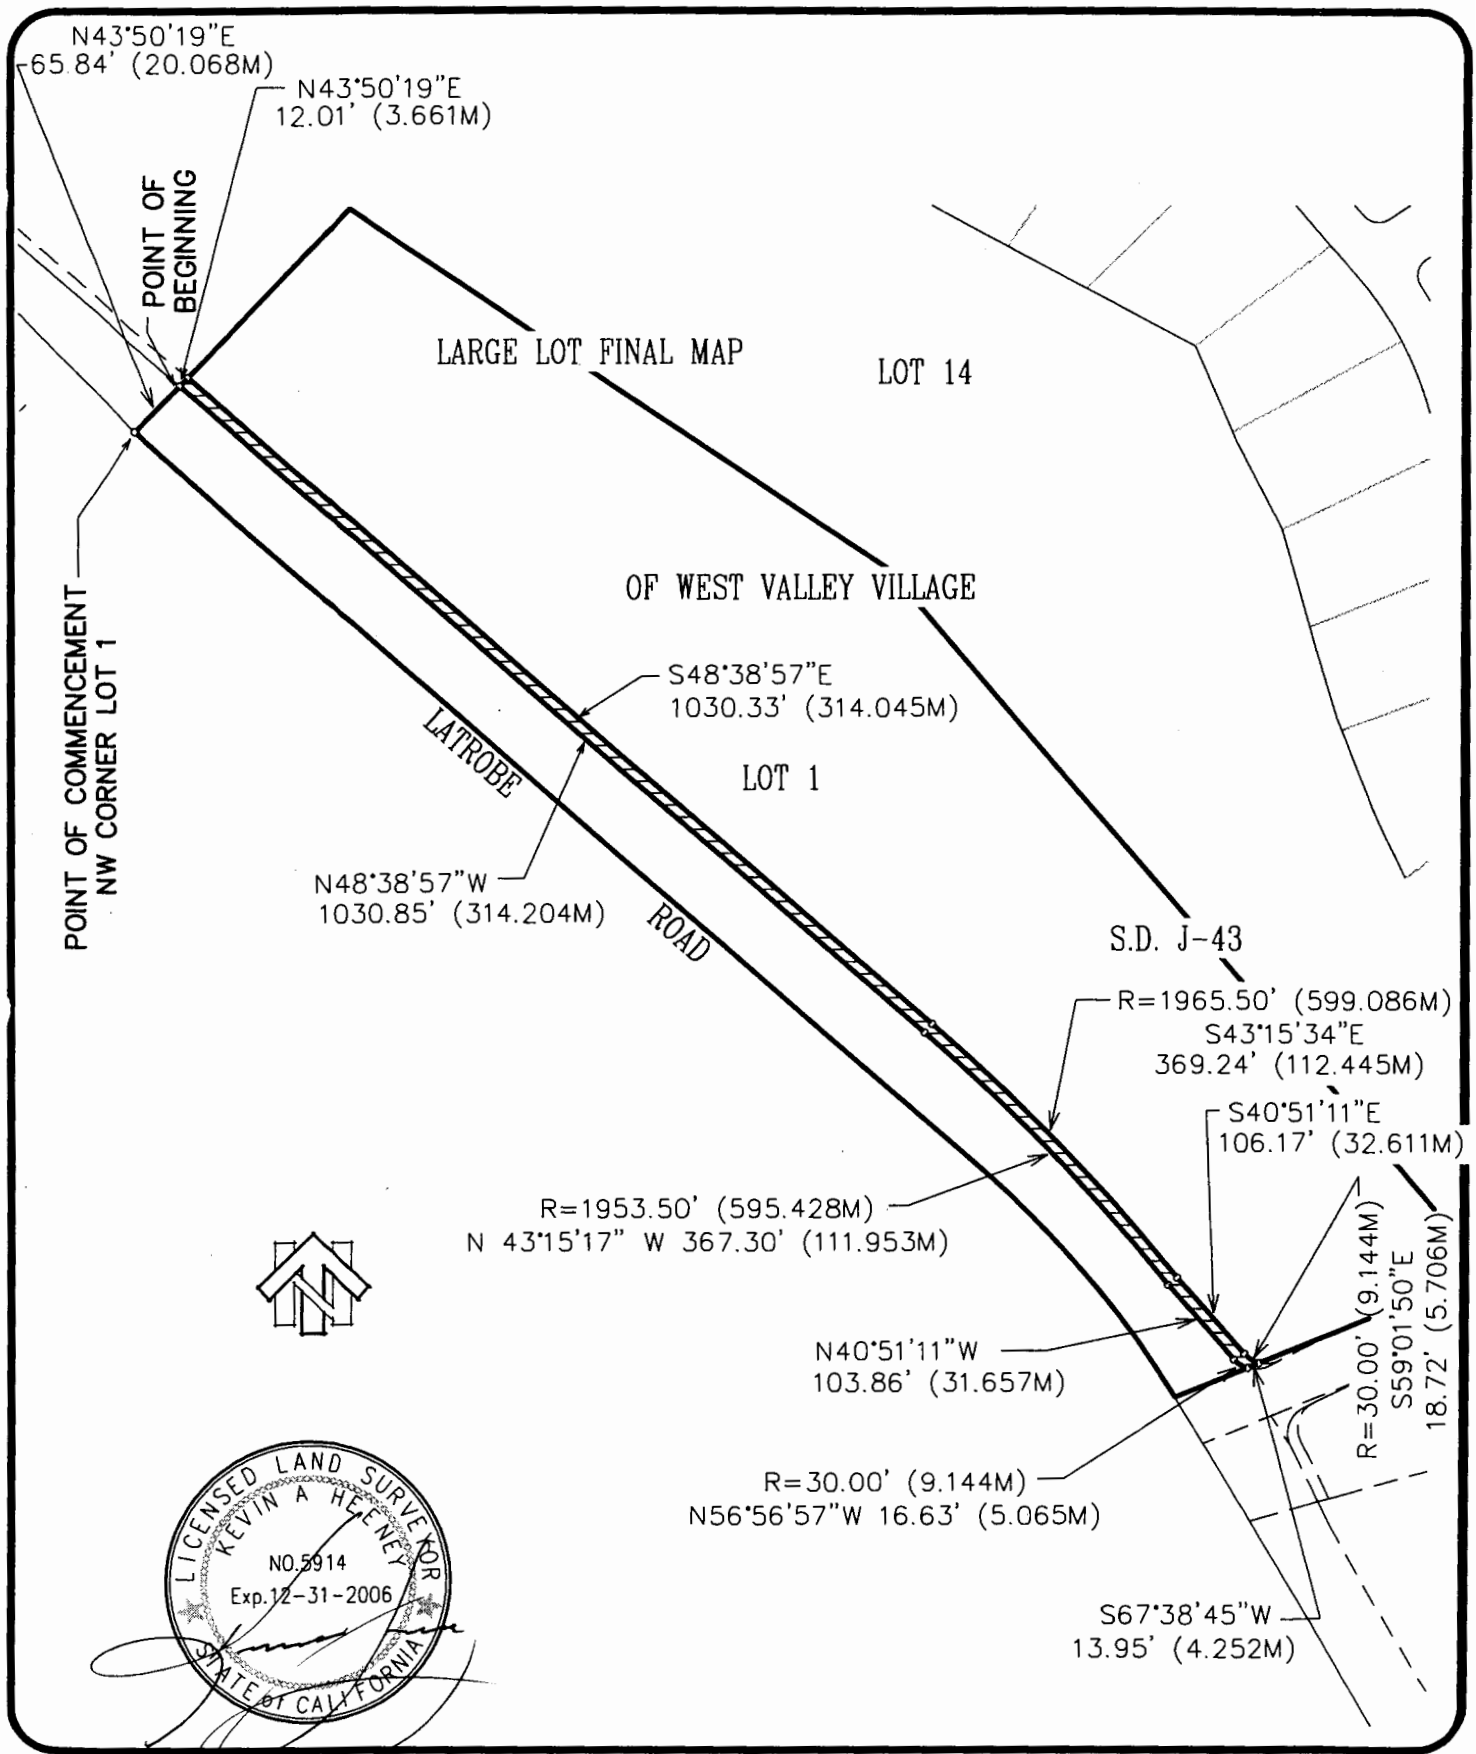 N43°50'19"E
65.84' (20.068M)
N43°50'19"E
12.01' (3.661M)
POINT OF
BEGINNING
LARGE LOT FINAL MAP
LOT 14
OF WEST VALLEY VILLAGE
POINT OF COMMENCEMENT
NW CORNER LOT 1
S48°38'57"E
1030.33' (314.045M)
LOT 1
LATROBE
ROAD
N48°38'57"W
1030.85' (314.204M)
S.D. J-43
R=1965.50' (599.086M)
S43°15'34"E
369.24' (112.445M)
S40°51'11"E
106.17' (32.611M)
R=1953.50' (595.428M)
N 43°15'17" W 367.30' (111.953M)
R=30.00' (9.144M)
S59°01'50"E
18.72' (5.706M)
N
N40°51'11"W
103.86' (31.657M)
R=30.00' (9.144M)
N56°56'57"W 16.63' (5.065M)
S67°38'45"W
13.95' (4.252M)
LICENSED LAND SURVEYOR
KEVIN A HEENEY
NO.5914
Exp.12-31-2006
STATE of CALIFORNIA